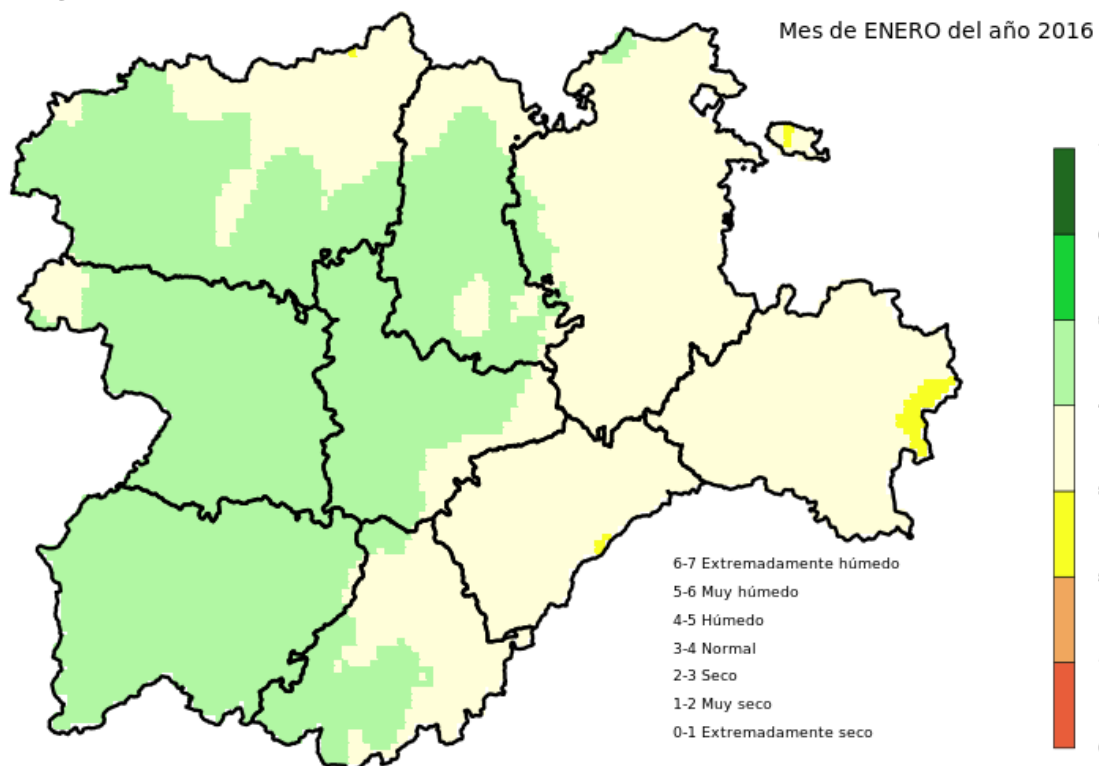 Mes de ENERO del año 2016
6-7 Extremadamente húmedo
5-6 Muy húmedo
4-5 Húmedo
3-4 Normal
2-3 Seco
1-2 Muy seco
0-1 Extremadamente seco